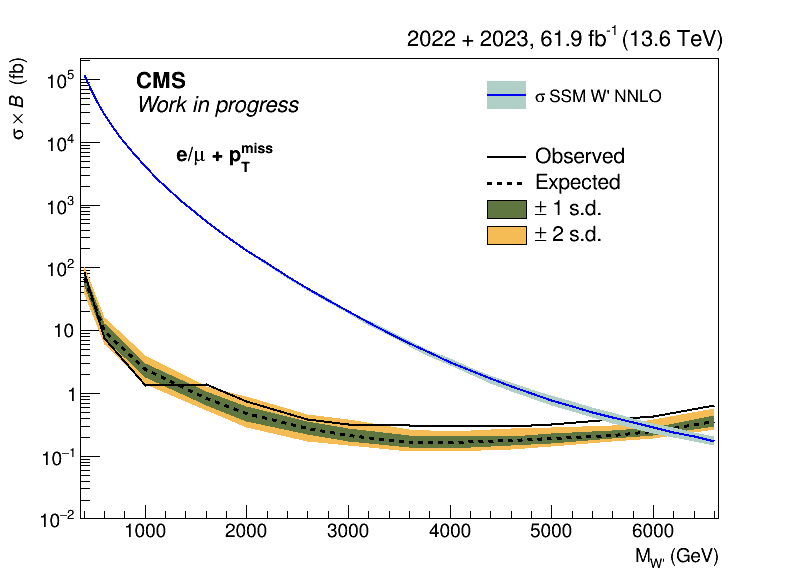 2022 + 2023, 61.9 fb⁻¹ (13.6 TeV)
CMS
Work in progress
e/μ + p_T^miss
σ SSM W' NNLO
Observed
Expected
± 1 s.d.
± 2 s.d.
σ × B (fb)
10⁵
10⁴
10³
10²
10
1
10⁻¹
10⁻²
1000 2000 3000 4000 5000 6000
M_W' (GeV)